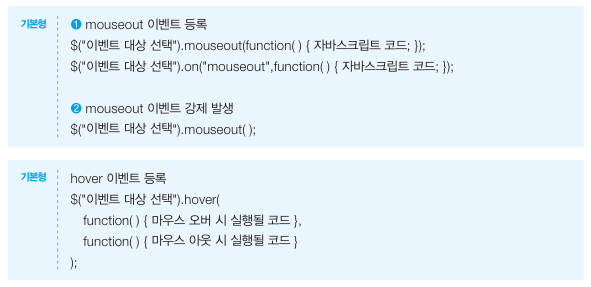 기본형
❶ mouseout 이벤트 등록
$("이벤트 대상 선택").mouseout(function( ) { 자바스크립트 코드; });
$("이벤트 대상 선택").on("mouseout",function( ) { 자바스크립트 코드; });
❷ mouseout 이벤트 강제 발생
$("이벤트 대상 선택").mouseout( );
기본형
hover 이벤트 등록
$("이벤트 대상 선택").hover(
function( ) { 마우스 오버 시 실행될 코드 },
function( ) { 마우스 아웃 시 실행될 코드 }
);